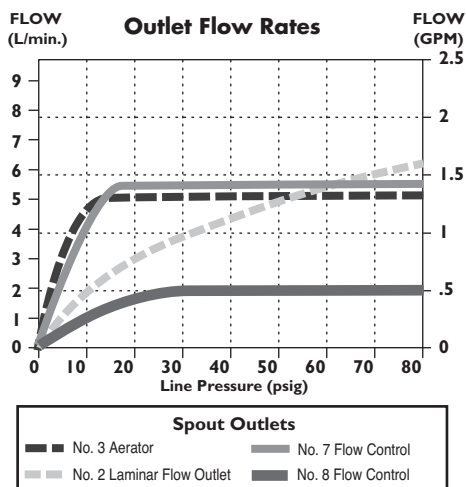 FLOW
(L/min.)
Outlet Flow Rates
FLOW
(GPM)
9
8
7
6
5
4
3
2
1
0
2.5
2
1.5
1
.5
0
0 10 20 30 40 50 60 70 80
Line Pressure (psig)
Spout Outlets
No. 3 Aerator
No. 7 Flow Control
No. 2 Laminar Flow Outlet
No. 8 Flow Control